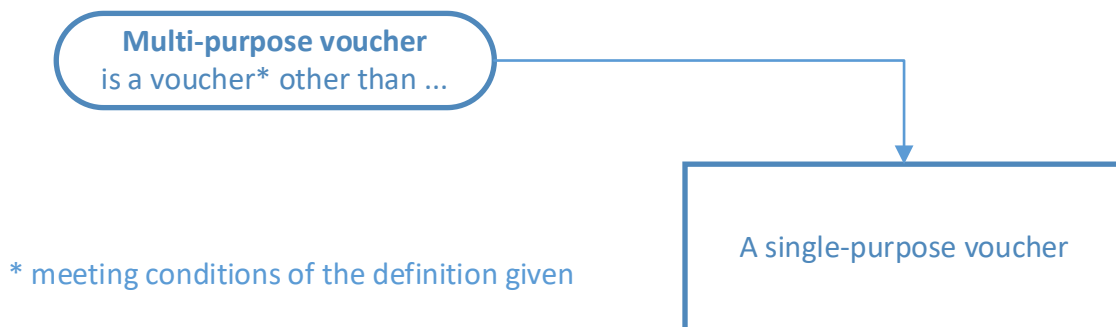 Multi-purpose voucher
is a voucher* other than ...
A single-purpose voucher
* meeting conditions of the definition given